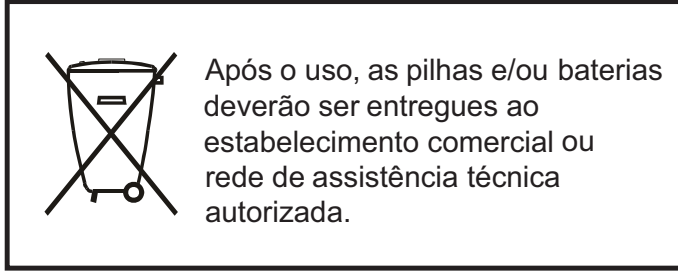 Após o uso, as pilhas e/ou baterias
deverão ser entregues ao
estabelecimento comercial ou
rede de assistência técnica
autorizada.